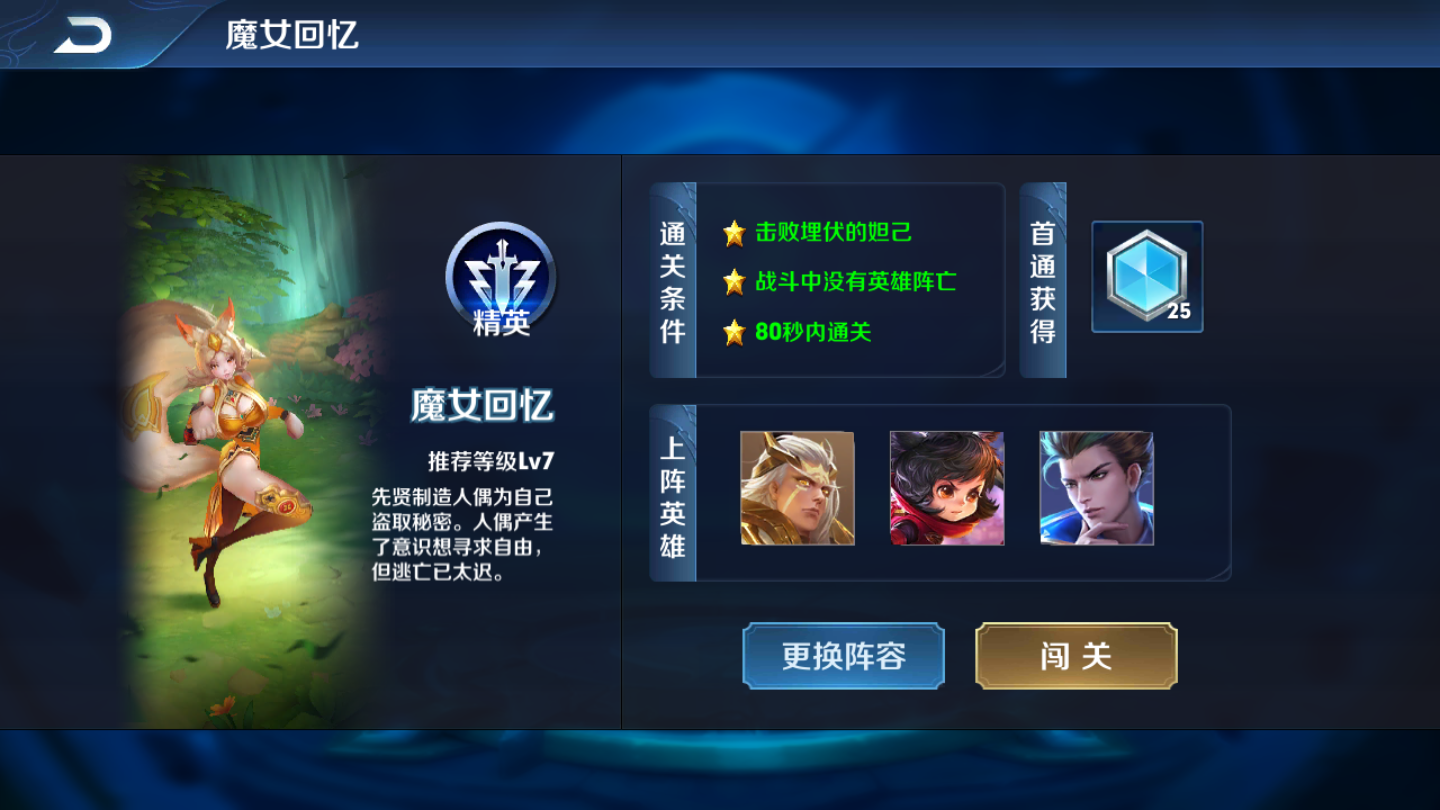 魔女回忆
精英
魔女回忆
推荐等级Lv7
先贤制造人偶为自己
盗取秘密。人偶产生
了意识想寻求自由，
但逃亡已太迟。
通关条件
击败埋伏的妲己
战斗中没有英雄阵亡
80秒内通关
首通获得
25
上阵英雄
更换阵容
闯关